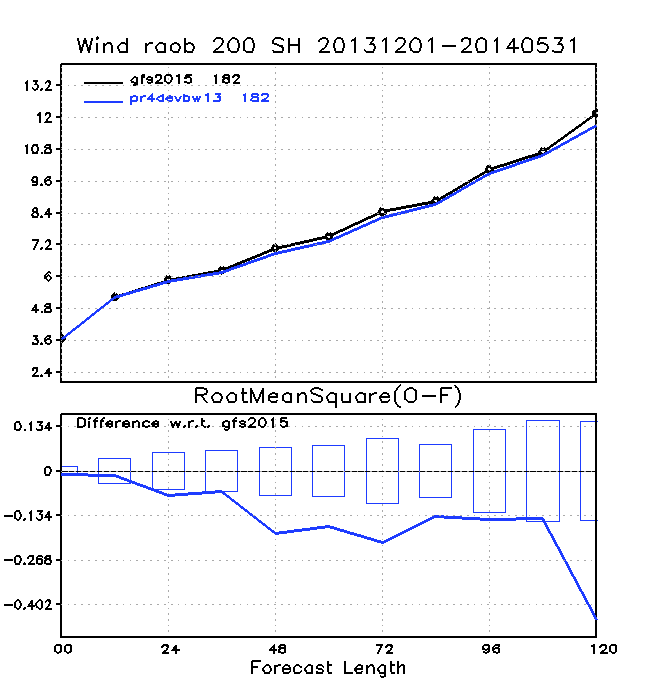 Wind raob 200 SH 20131201-20140531
gfs2015 182
pr4devbw13 182
13.2
12
10.8
9.6
8.4
7.2
6
4.8
3.6
2.4
RootMeanSquare(O-F)
Difference w.r.t. gfs2015
0.134
0
-0.134
-0.268
-0.402
00 24 48 72 96 120
Forecast Length